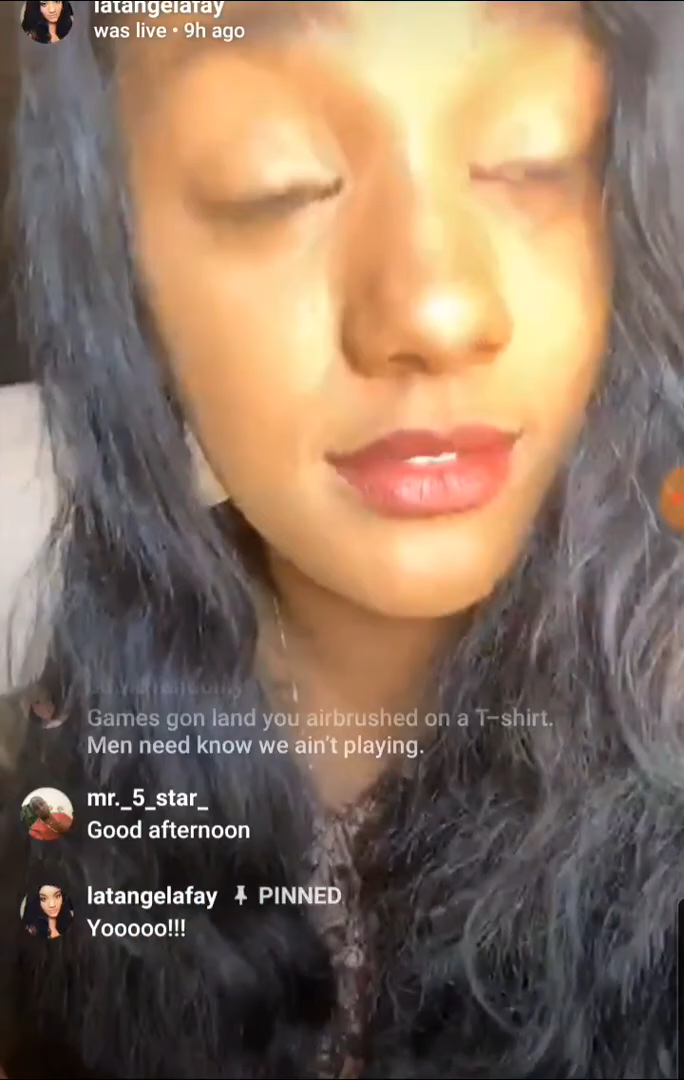 latangelafay
was live • 9h ago
Games gon land you airbrushed on a T-shirt.
Men need know we ain't playing.
mr._5_star_
Good afternoon
latangelafay PINNED
Yooooo!!!